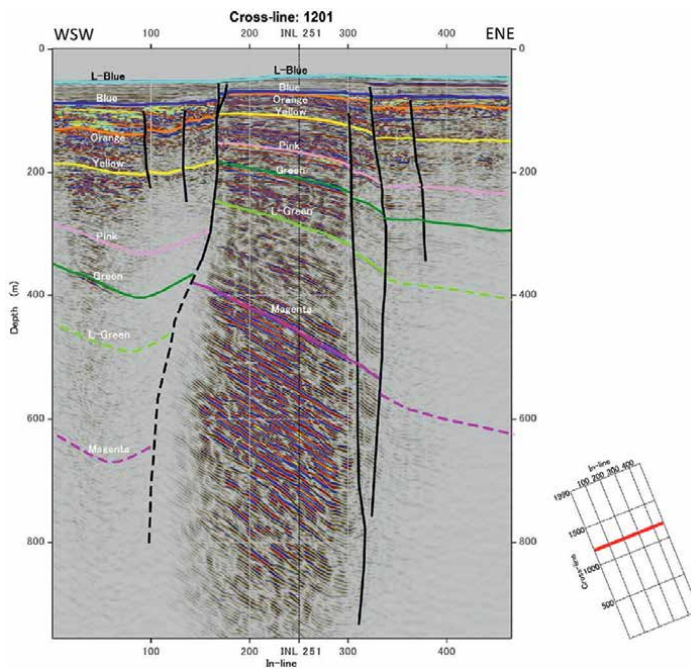 Cross-line: 1201
WSW 100 200 INL 251 300 400 ENE
0 0
L-Blue L-Blue
Blue Blue
Orange
Orange Yellow
Yellow Pink
200 200
Green
L-Green
Pink
Green
Depth (m)
400 400
Magenta
L-Green
600 600
Magenta
800 800
100 200 INL 251 300 400
In-line
In-line
100 200 300 400
1500
1000
500
Cross-line